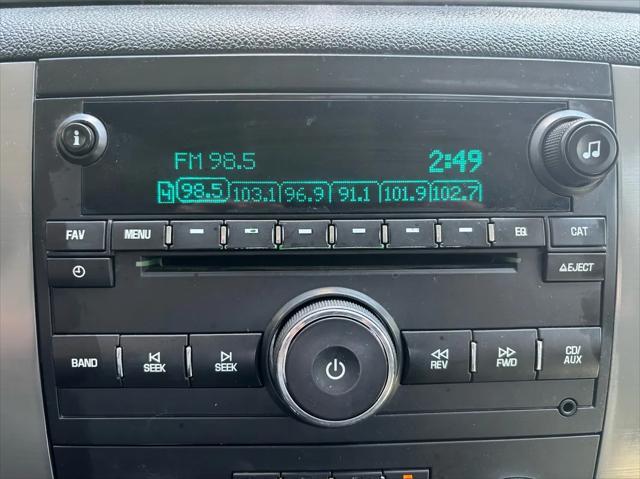 FM 98.5 2:49
4 98.5 103.1 96.9 91.1 101.9 102.7
FAV MENU EQ CAT
EJECT
BAND SEEK SEEK REV FWD CD/AUX